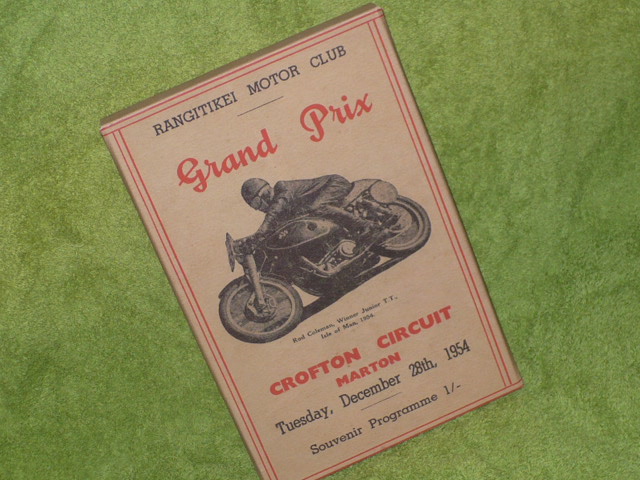 RANGITIKEI MOTOR CLUB
Grand Prix
Rod Coleman, Winner Junior T.T.,
Isle of Man, 1954.
CROFTON CIRCUIT
MARTON
Tuesday, December 28th, 1954
Souvenir Programme 1/-